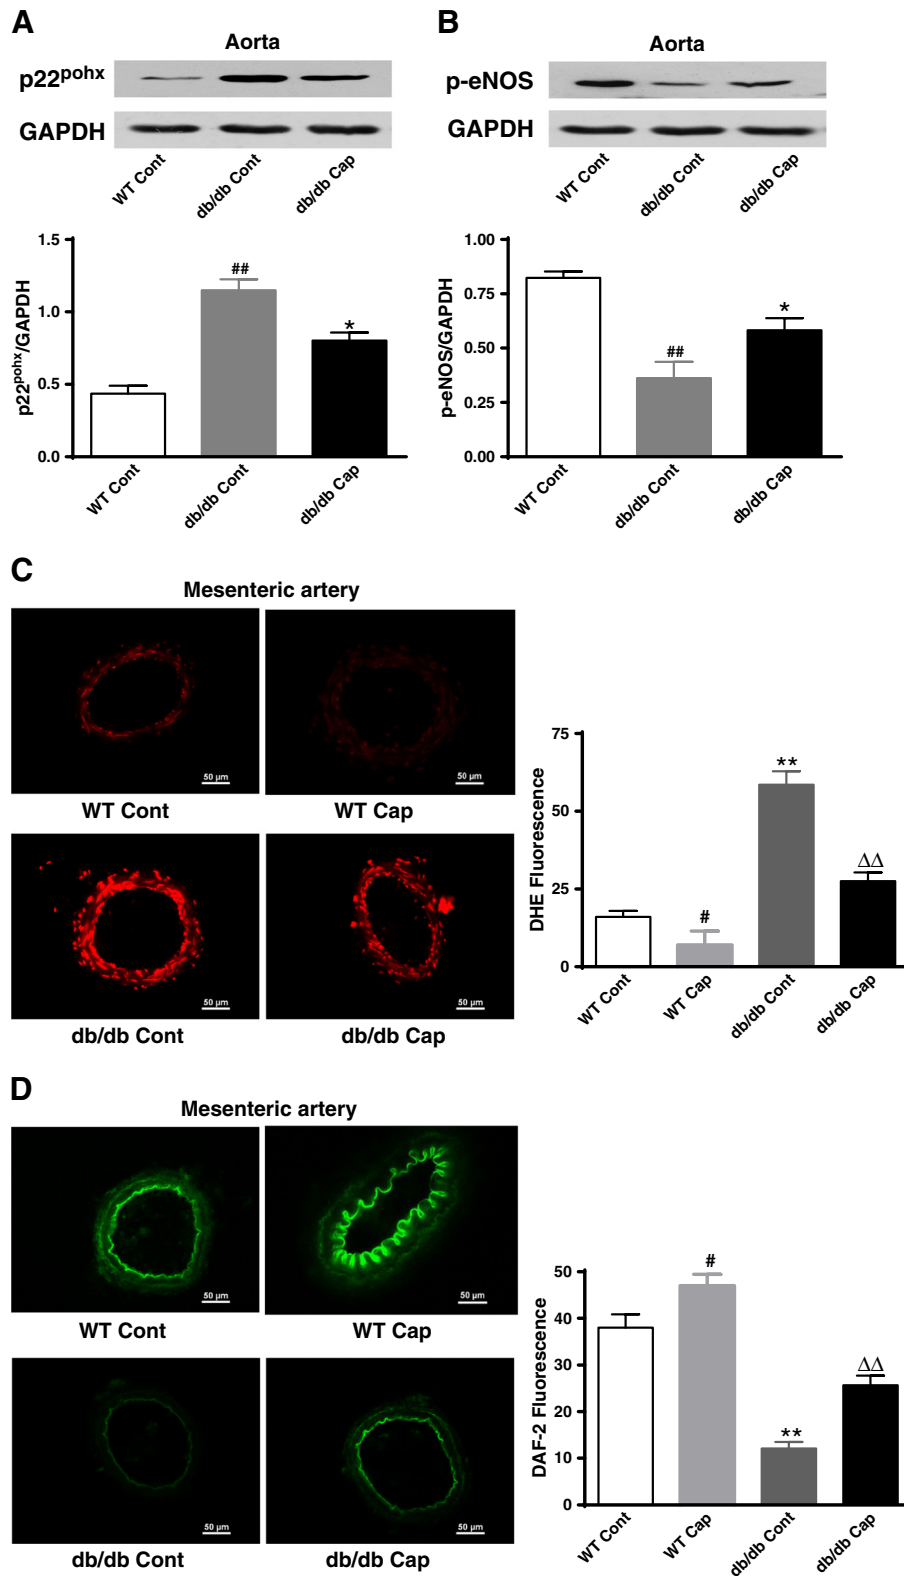 A
Aorta
p22pohx
GAPDH
WT Cont
db/db Cont
db/db Cap
1.5
1.0
0.5
0.0
p22pohx/GAPDH
##
*
WT Cont
db/db Cont
db/db Cap
B
Aorta
p-eNOS
GAPDH
WT Cont
db/db Cont
db/db Cap
1.00
0.75
0.50
0.25
0.00
p-eNOS/GAPDH
##
*
WT Cont
db/db Cont
db/db Cap
C
Mesenteric artery
50 µm
50 µm
WT Cont
WT Cap
50 µm
50 µm
db/db Cont
db/db Cap
75
50
25
0
DHE Fluorescence
#
**
ΔΔ
WT Cont
WT Cap
db/db Cont
db/db Cap
D
Mesenteric artery
50 µm
50 µm
WT Cont
WT Cap
50 µm
50 µm
db/db Cont
db/db Cap
50
40
30
20
10
0
DAF-2 Fluorescence
#
**
ΔΔ
WT Cont
WT Cap
db/db Cont
db/db Cap